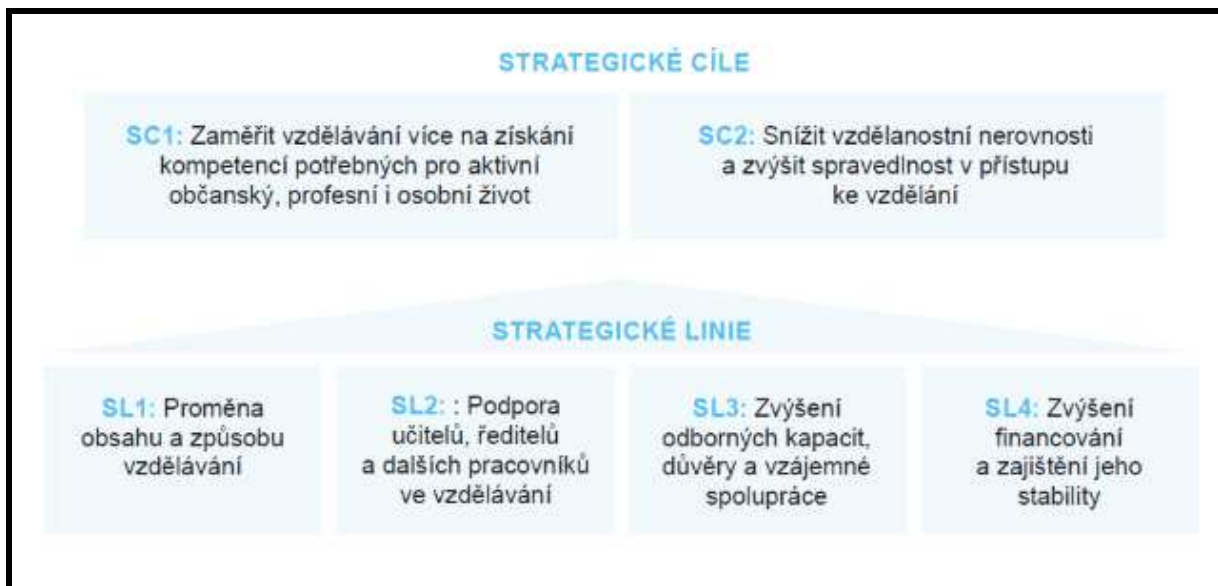 STRATEGICKÉ CÍLE
SC1: Zaměřit vzdělávání více na získání
kompetencí potřebných pro aktivní
občanský, profesní i osobní život
SC2: Snížit vzdělanostní nerovnosti
a zvýšit spravedlnost v přístupu
ke vzdělání
STRATEGICKÉ LINIE
SL1: Proměna
obsahu a způsobu
vzdělávání
SL2: : Podpora
učitelů, ředitelů
a dalších pracovníků
ve vzdělávání
SL3: Zvýšení
odborných kapacit,
důvěry a vzájemné
spolupráce
SL4: Zvýšení
financování
a zajištění jeho
stability